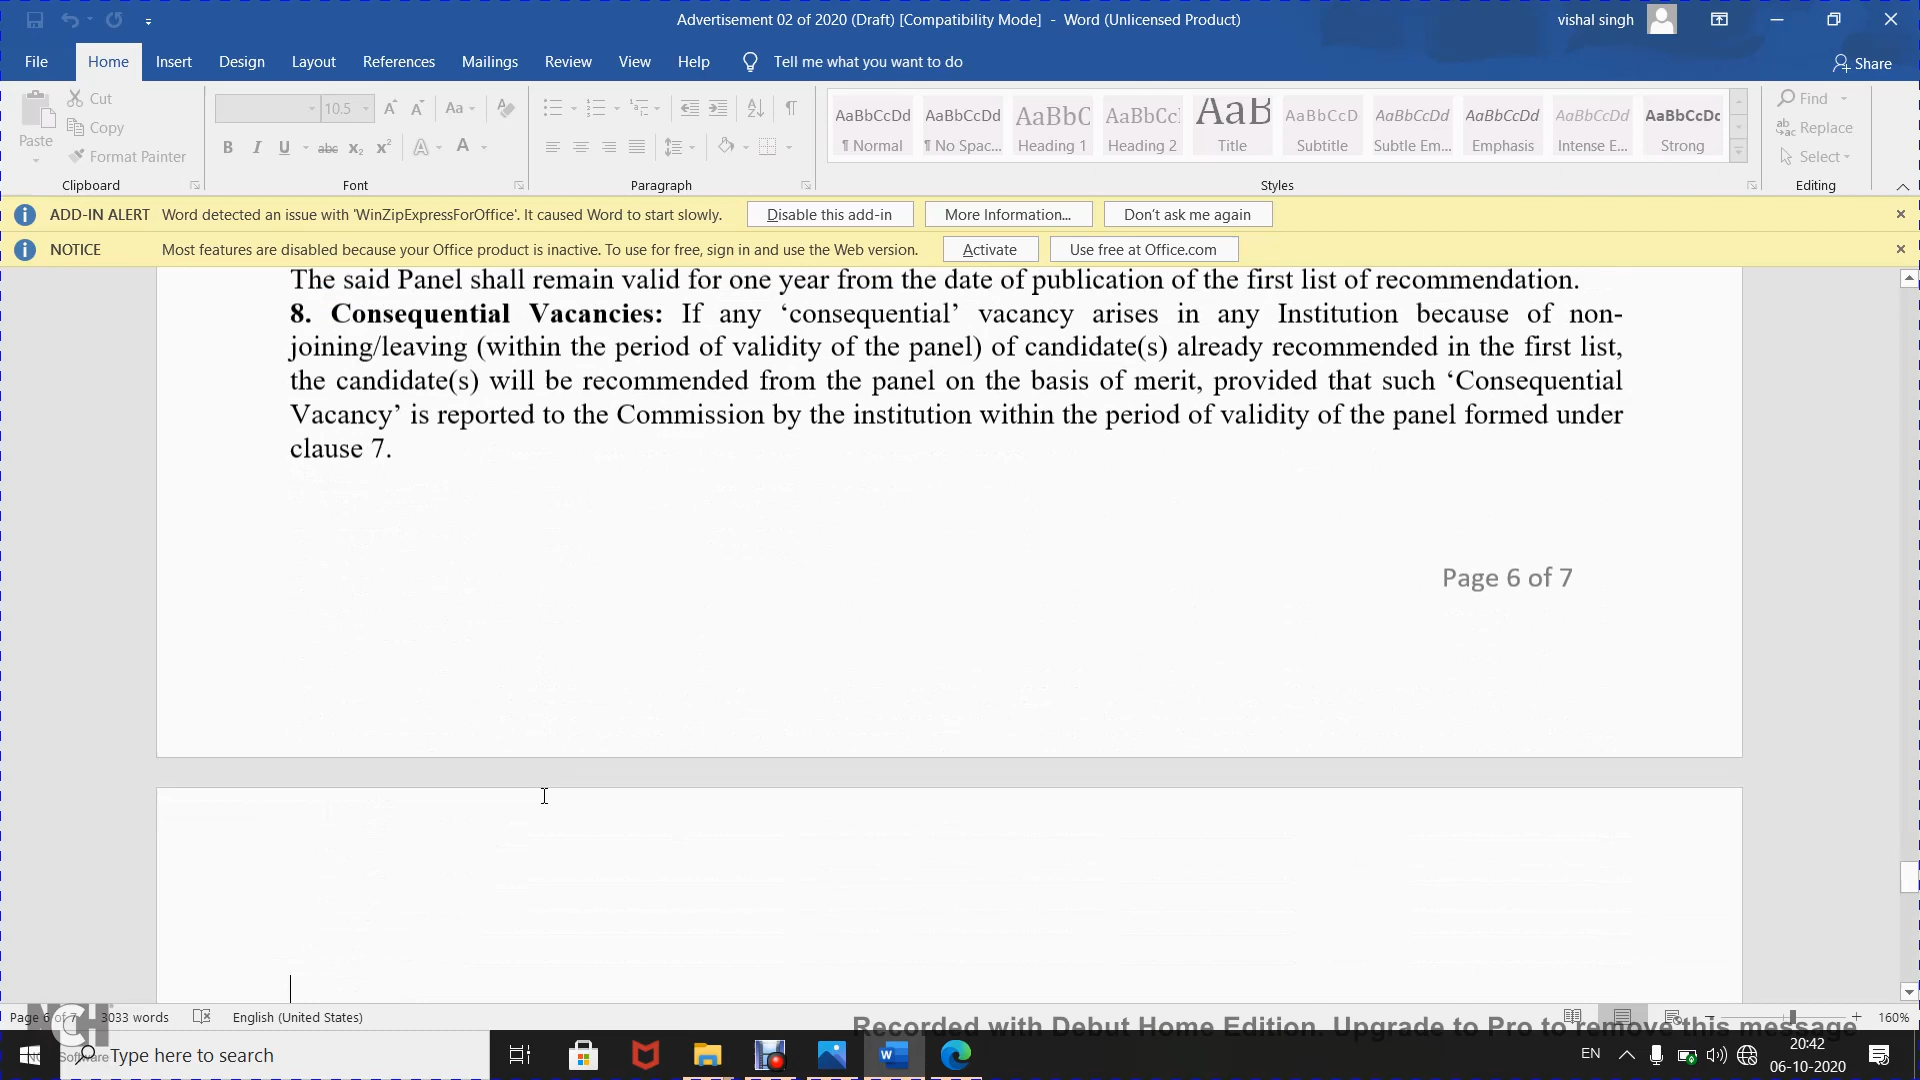 Advertisement 02 of 2020 (Draft) [Compatibility Mode] - Word (Unlicensed Product)
vishal singh
File Home Insert Design Layout References Mailings Review View Help Tell me what you want to do
Share
Paste
Cut
Copy
Format Painter
Clipboard
10.5
Font
Paragraph
AaBbCcDd AaBbCcDd AaBbC AaBbCc AaB AaBbCcD AaBbCcDd AaBbCcDd AaBbCcDd AaBbCcDc
¶ Normal ¶ No Spac... Heading 1 Heading 2 Title Subtitle Subtle Em... Emphasis Intense E... Strong
Styles
Find
Replace
Select
Editing
ADD-IN ALERT Word detected an issue with 'WinZipExpressForOffice'. It caused Word to start slowly. Disable this add-in More Information... Don't ask me again
NOTICE Most features are disabled because your Office product is inactive. To use for free, sign in and use the Web version. Activate Use free at Office.com
The said Panel shall remain valid for one year from the date of publication of the first list of recommendation.
8. Consequential Vacancies: If any ‘consequential’ vacancy arises in any Institution because of non-
joining/leaving (within the period of validity of the panel) of candidate(s) already recommended in the first list,
the candidate(s) will be recommended from the panel on the basis of merit, provided that such ‘Consequential
Vacancy’ is reported to the Commission by the institution within the period of validity of the panel formed under
clause 7.
Page 6 of 7
Page 6 of 7 3033 words English (United States)
160%
NCH Software
Recorded with Debut Home Edition. Upgrade to Pro to remove this message
Type here to search
EN
20:42
06-10-2020